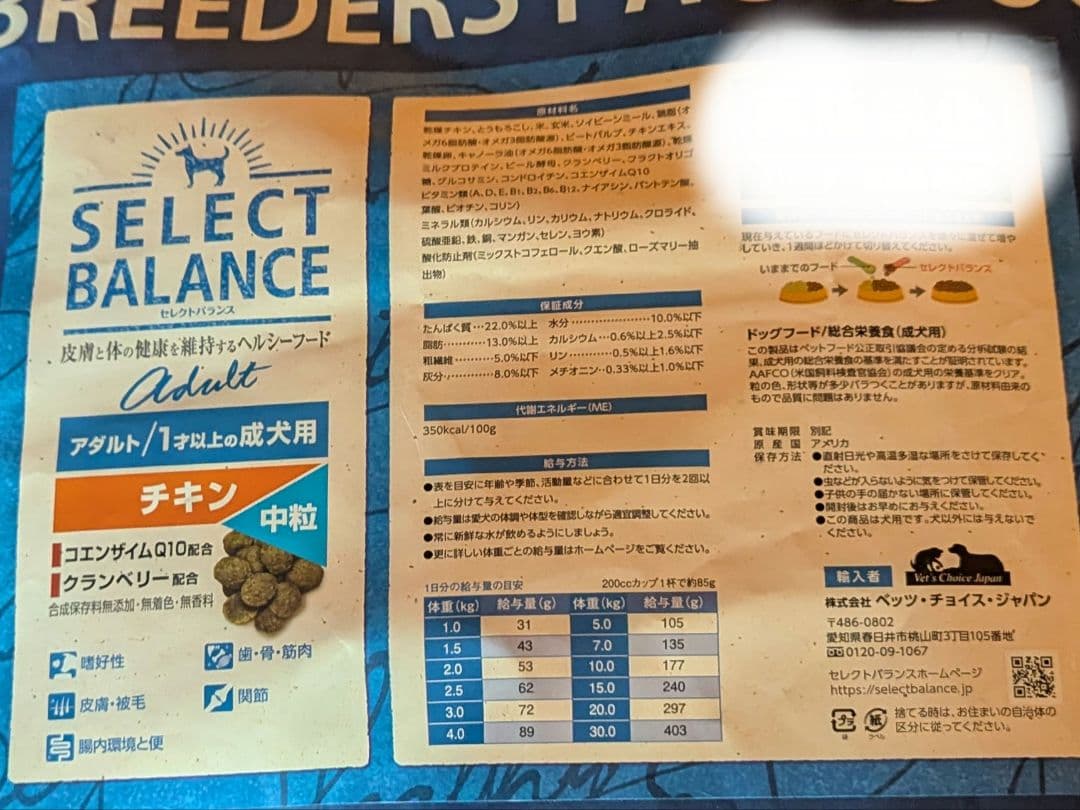 BREEDERS PA
SELECT
BALANCE
セレクトバランス
皮膚と体の健康を維持するヘルシーフード
adult
アダルト/1才以上の成犬用
チキン
中粒
コエンザイムQ10配合
クランベリー配合
合成保存料無添加・無着色・無香料
嗜好性
歯・骨・筋肉
皮膚・被毛
関節
腸内環境と便
原材料名
乾燥チキン、とうもろこし、米、玄米、ソイビーンミール、鶏脂(オ
メガ6脂肪酸・オメガ3脂肪酸源)、ビートパルプ、チキンエキス、
乾燥卵、キャノーラ油(オメガ6脂肪酸・オメガ3脂肪酸源)、乾燥
ミルクプロテイン、ビール酵母、クランベリー、フラクトオリゴ
糖、グルコサミン、コンドロイチン、コエンザイムQ10
ビタミン類(A、D、E、B1、B2、B6、B12、ナイアシン、パントテン酸、
葉酸、ビオチン、コリン)
ミネラル類(カルシウム、リン、カリウム、ナトリウム、クロライド、
硫酸亜鉛、鉄、銅、マンガン、セレン、ヨウ素)
酸化防止剤(ミックストコフェロール、クエン酸、ローズマリー抽
出物)
保証成分
たんぱく質…22.0%以上 水分………………10.0%以下
脂肪………13.0%以上 カルシウム…0.6%以上2.5%以下
粗繊維………5.0%以下 リン…………0.5%以上1.6%以下
灰分…………8.0%以下 メチオニン…0.33%以上1.0%以下
代謝エネルギー(ME)
350kcal/100g
給与方法
●表を目安に年齢や季節、活動量などに合わせて1日分を2回以
上に分けて与えてください。
●給与量は愛犬の体調や体型を確認しながら適宜調整してください。
●常に新鮮な水が飲めるようにしましょう。
●更に詳しい体重ごとの給与量はホームページをご覧ください。
1日分の給与量の目安 200ccカップ1杯で約85g
体重(kg) 給与量(g) 体重(kg) 給与量(g)
1.0 31 5.0 105
1.5 43 7.0 135
2.0 53 10.0 177
2.5 62 15.0 240
3.0 72 20.0 297
4.0 89 30.0 403
現在与えているフードに
していき、1週間ほどかけて切り替えてください。
いままでのフード セレクトバランス
ドッグフード/総合栄養食(成犬用)
この製品はペットフード公正取引協議会の定める分析試験の結
果、成犬用の総合栄養食の基準を満たすことが証明されています。
AAFCO(米国飼料検査官協会)の成犬用の栄養基準をクリア。
粒の色、形状等が多少バラつくことがありますが、原材料由来の
もので品質に問題はありません。
賞味期限 別記
原産国 アメリカ
保存方法 ●直射日光や高温多湿な場所をさけて保存してく
ださい。
●虫などが入らないように気をつけて保管してください。
●子供の手の届かない場所に保管してください。
●開封後はお早めにお与えください。
●この商品は犬用です。犬以外には与えないで
ください。
輸入者
Vet's Choice Japan
株式会社 ベッツ・チョイス・ジャパン
〒486-0802
愛知県春日井市桃山町3丁目105番地
0120-09-1067
セレクトバランスホームページ
https://selectbalance.jp
プラ
袋
紙
ラベル
捨てる時は、お住まいの自治体の
区分に従ってください。